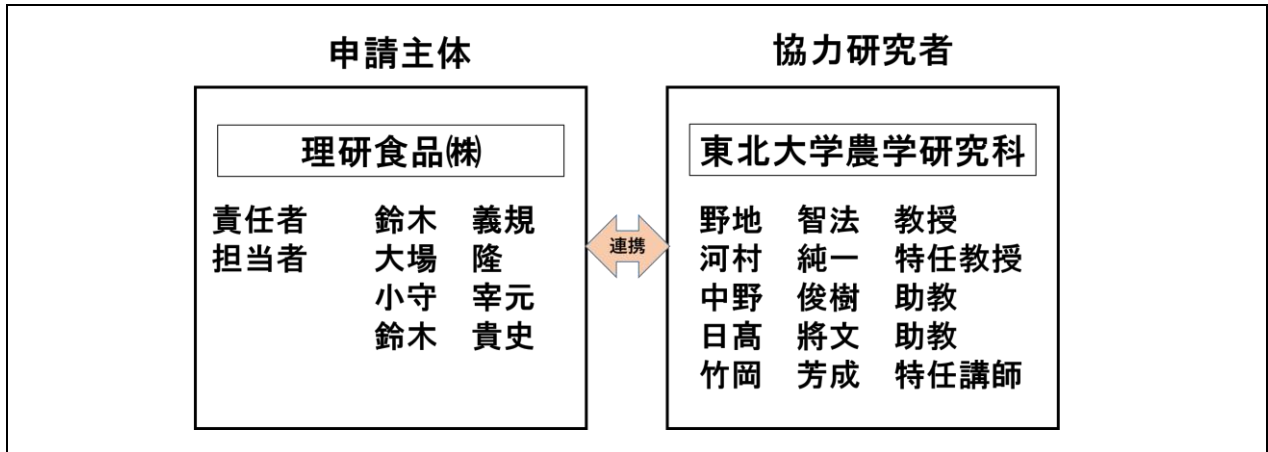 申請主体
理研食品㈱
責任者 鈴木 義規
担当者 大場 隆
小守 宰元
鈴木 貴史
連携
協力研究者
東北大学農学研究科
野地 智法 教授
河村 純一 特任教授
中野 俊樹 助教
日髙 將文 助教
竹岡 芳成 特任講師